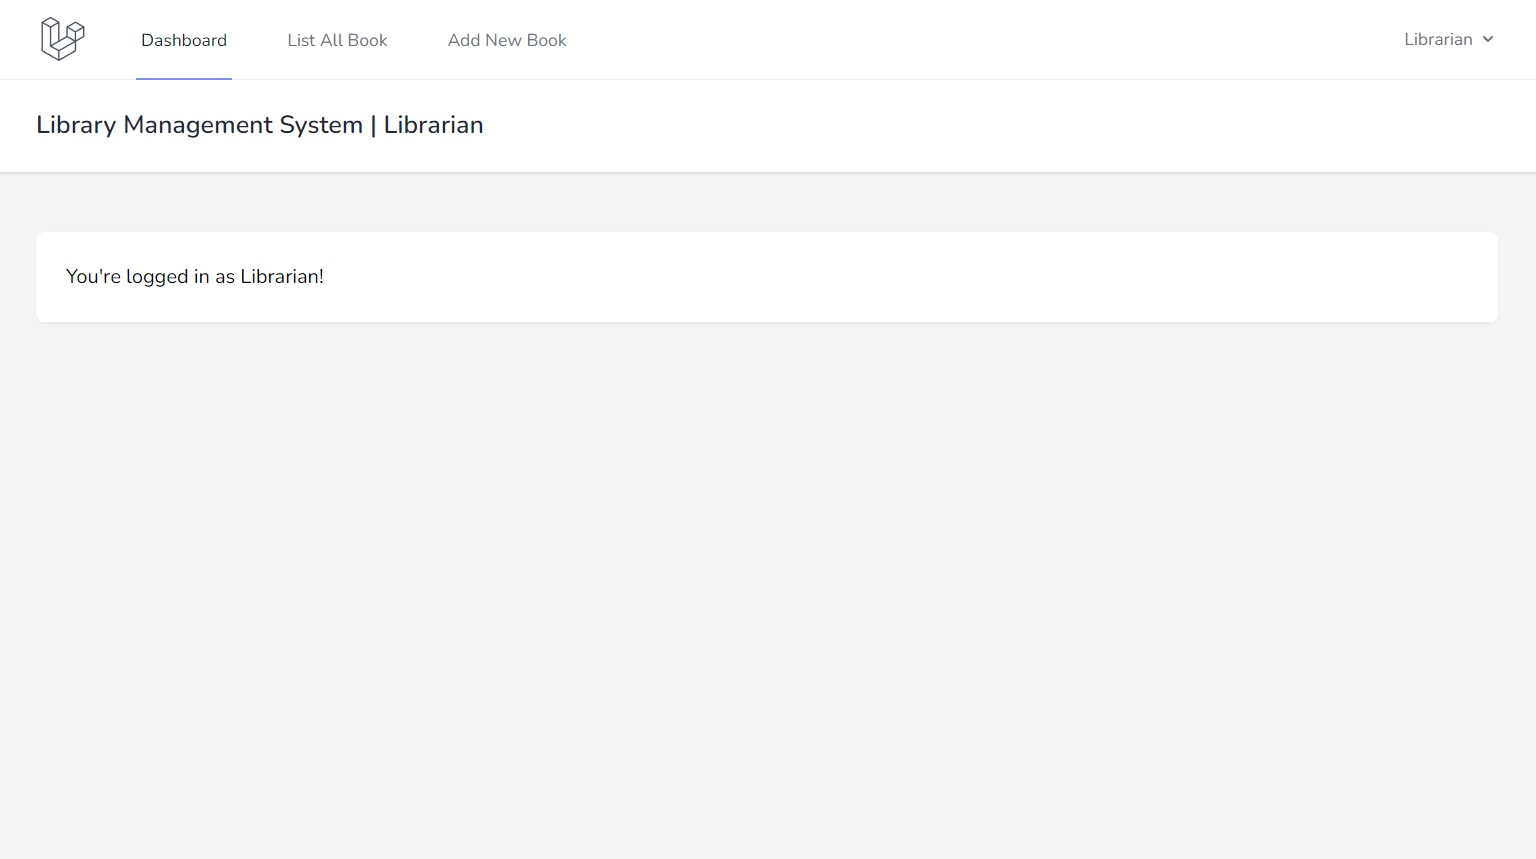 Dashboard
List All Book
Add New Book
Librarian
Library Management System | Librarian
You're logged in as Librarian!